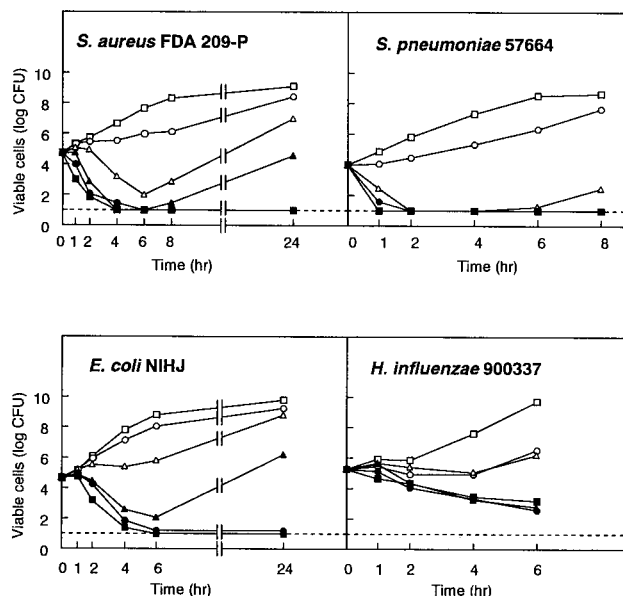 S. aureus FDA 209-P
S. pneumoniae 57664
Viable cells (log CFU)
10
8
6
4
2
0
0 1 2 4 6 8 24
Time (hr)
0 1 2 4 6 8
Time (hr)
E. coli NIHJ
H. influenzae 900337
Viable cells (log CFU)
10
8
6
4
2
0
0 1 2 4 6 24
Time (hr)
0 1 2 4 6
Time (hr)